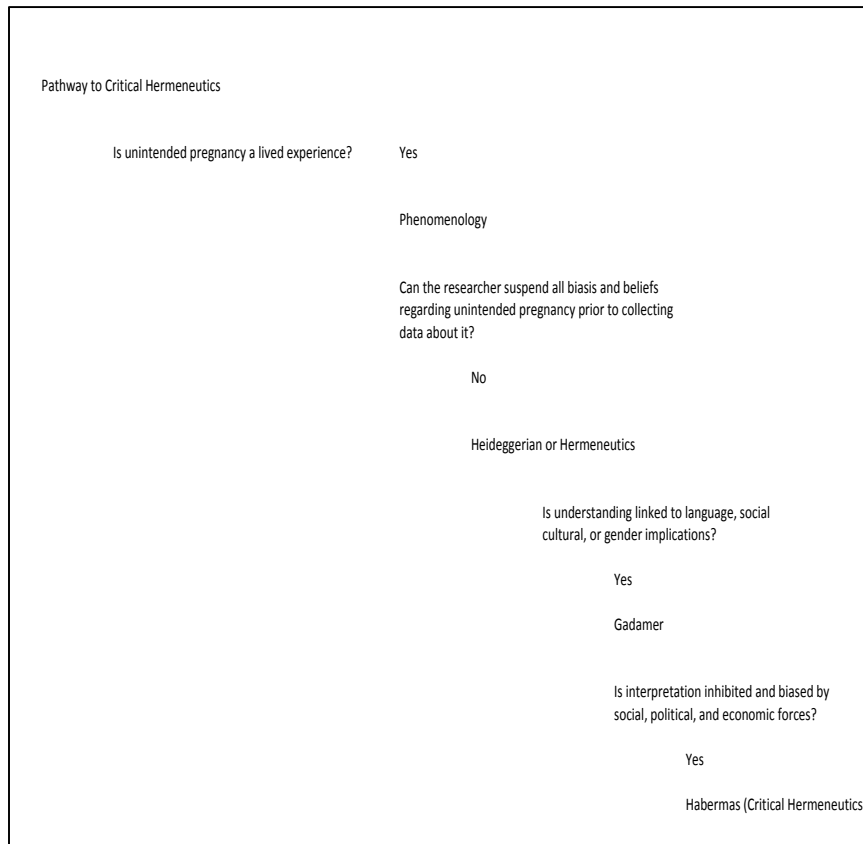 Pathway to Critical Hermeneutics
Is unintended pregnancy a lived experience? Yes
Phenomenology
Can the researcher suspend all biasis and beliefs
regarding unintended pregnancy prior to collecting
data about it?
No
Heideggerian or Hermeneutics
Is understanding linked to language, social
cultural, or gender implications?
Yes
Gadamer
Is interpretation inhibited and biased by
social, political, and economic forces?
Yes
Habermas (Critical Hermeneutics